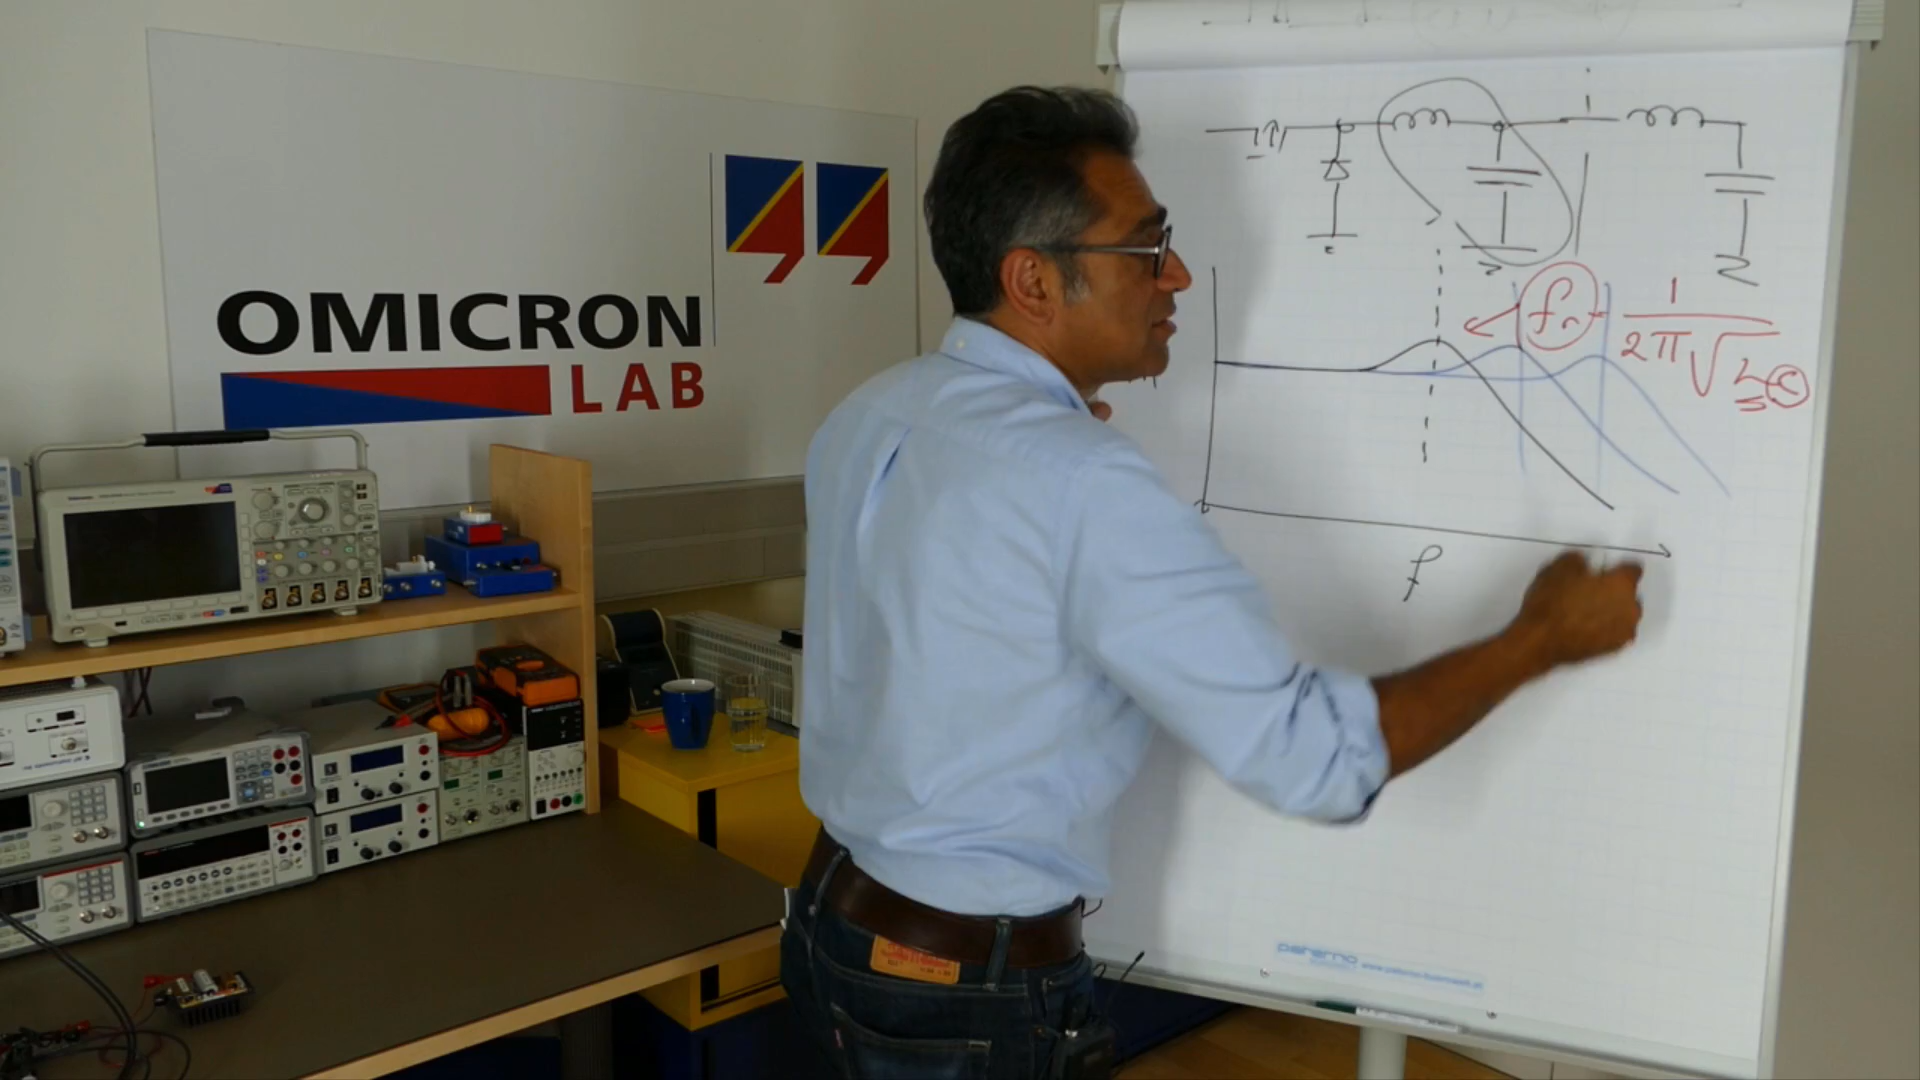 OMICRON
LAB
fr = 1
2π√LC
f